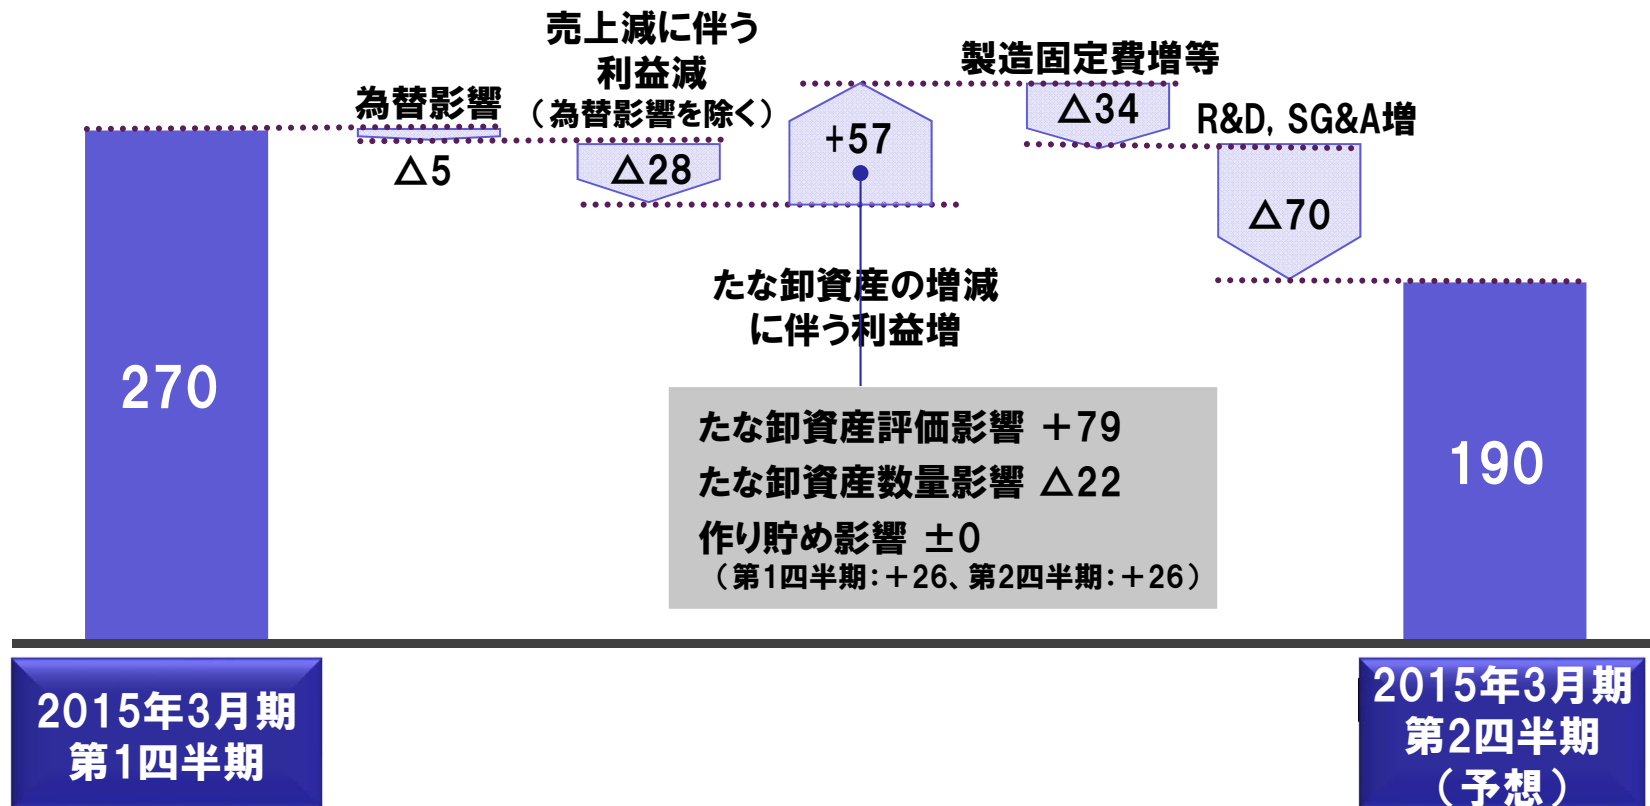 為替影響
△5
売上減に伴う
利益減
（為替影響を除く）
△28
+57
たな卸資産の増減
に伴う利益増
製造固定費増等
△34
R&D, SG&A増
△70
270
190
たな卸資産評価影響 ＋79
たな卸資産数量影響 △22
作り貯め影響 ±0
（第1四半期：＋26、第2四半期：＋26）
2015年3月期
第1四半期
2015年3月期
第2四半期
（予想）